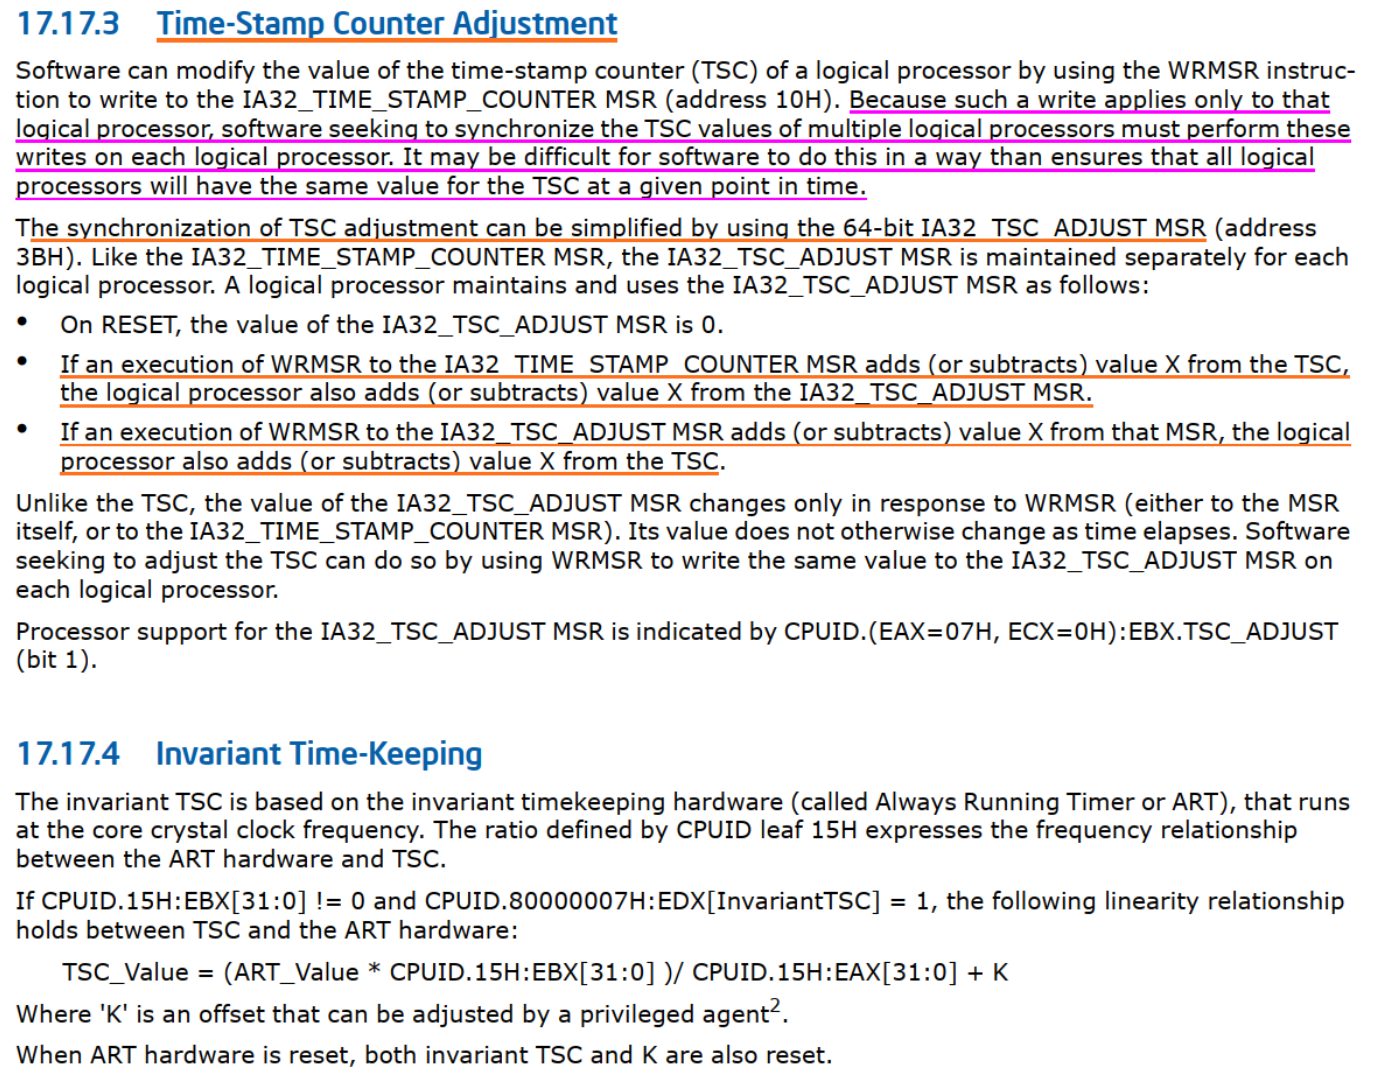 17.17.3 Time-Stamp Counter Adjustment
Software can modify the value of the time-stamp counter (TSC) of a logical processor by using the WRMSR instruc-
tion to write to the IA32_TIME_STAMP_COUNTER MSR (address 10H). Because such a write applies only to that
logical processor, software seeking to synchronize the TSC values of multiple logical processors must perform these
writes on each logical processor. It may be difficult for software to do this in a way than ensures that all logical
processors will have the same value for the TSC at a given point in time.
The synchronization of TSC adjustment can be simplified by using the 64-bit IA32_TSC_ADJUST MSR (address
3BH). Like the IA32_TIME_STAMP_COUNTER MSR, the IA32_TSC_ADJUST MSR is maintained separately for each
logical processor. A logical processor maintains and uses the IA32_TSC_ADJUST MSR as follows:
• On RESET, the value of the IA32_TSC_ADJUST MSR is 0.
• If an execution of WRMSR to the IA32_TIME_STAMP_COUNTER MSR adds (or subtracts) value X from the TSC,
the logical processor also adds (or subtracts) value X from the IA32_TSC_ADJUST MSR.
• If an execution of WRMSR to the IA32_TSC_ADJUST MSR adds (or subtracts) value X from that MSR, the logical
processor also adds (or subtracts) value X from the TSC.
Unlike the TSC, the value of the IA32_TSC_ADJUST MSR changes only in response to WRMSR (either to the MSR
itself, or to the IA32_TIME_STAMP_COUNTER MSR). Its value does not otherwise change as time elapses. Software
seeking to adjust the TSC can do so by using WRMSR to write the same value to the IA32_TSC_ADJUST MSR on
each logical processor.
Processor support for the IA32_TSC_ADJUST MSR is indicated by CPUID.(EAX=07H, ECX=0H):EBX.TSC_ADJUST
(bit 1).
17.17.4 Invariant Time-Keeping
The invariant TSC is based on the invariant timekeeping hardware (called Always Running Timer or ART), that runs
at the core crystal clock frequency. The ratio defined by CPUID leaf 15H expresses the frequency relationship
between the ART hardware and TSC.
If CPUID.15H:EBX[31:0] != 0 and CPUID.80000007H:EDX[InvariantTSC] = 1, the following linearity relationship
holds between TSC and the ART hardware:
TSC_Value = (ART_Value * CPUID.15H:EBX[31:0] )/ CPUID.15H:EAX[31:0] + K
Where 'K' is an offset that can be adjusted by a privileged agent².
When ART hardware is reset, both invariant TSC and K are also reset.